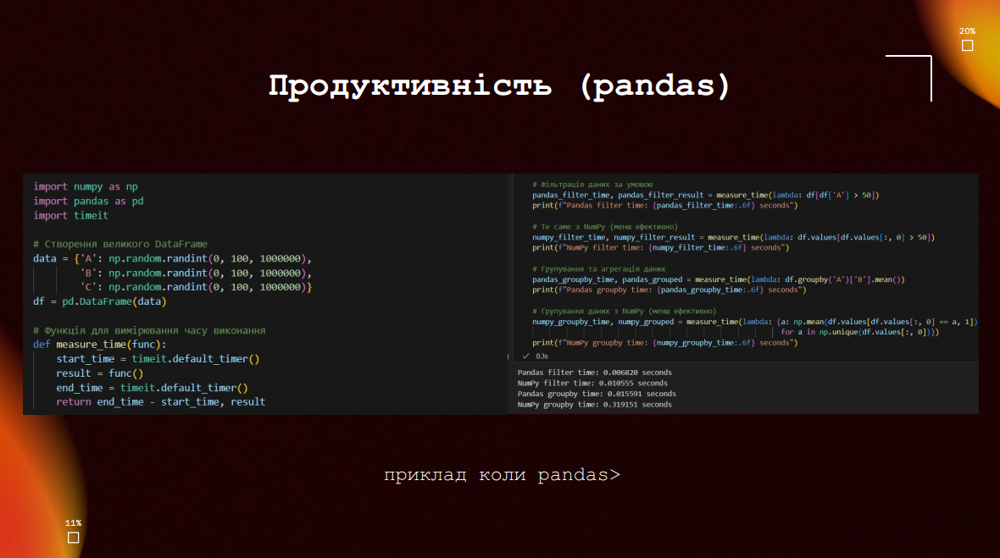 20%
Продуктивність (pandas)
import numpy as np
import pandas as pd
import timeit
# Створення великого DataFrame
data = {'A': np.random.randint(0, 100, 1000000),
'B': np.random.randint(0, 100, 1000000),
'C': np.random.randint(0, 100, 1000000)}
df = pd.DataFrame(data)
# Функція для вимірювання часу виконання
def measure_time(func):
start_time = timeit.default_timer()
result = func()
end_time = timeit.default_timer()
return end_time - start_time, result
# Фільтрація даних за умовою
pandas_filter_time, pandas_filter_result = measure_time(lambda: df[df['A'] > 50])
print(f"Pandas filter time: {pandas_filter_time:.6f} seconds")
# Те саме з NumPy (менш ефективно)
numpy_filter_time, numpy_filter_result = measure_time(lambda: df.values[df.values[:, 0] > 50])
print(f"NumPy filter time: {numpy_filter_time:.6f} seconds")
# Групування та агрегація даних
pandas_groupby_time, pandas_grouped = measure_time(lambda: df.groupby('A')['B'].mean())
print(f"Pandas groupby time: {pandas_groupby_time:.6f} seconds")
# Групування даних з NumPy (менш ефективно)
numpy_groupby_time, numpy_grouped = measure_time(lambda: {a: np.mean(df.values[df.values[:, 0] == a, 1])
for a in np.unique(df.values[:, 0])})
print(f"NumPy groupby time: {numpy_groupby_time:.6f} seconds")
✓ 0.3s
Pandas filter time: 0.006820 seconds
NumPy filter time: 0.010555 seconds
Pandas groupby time: 0.015591 seconds
NumPy groupby time: 0.319151 seconds
приклад коли pandas>
11%